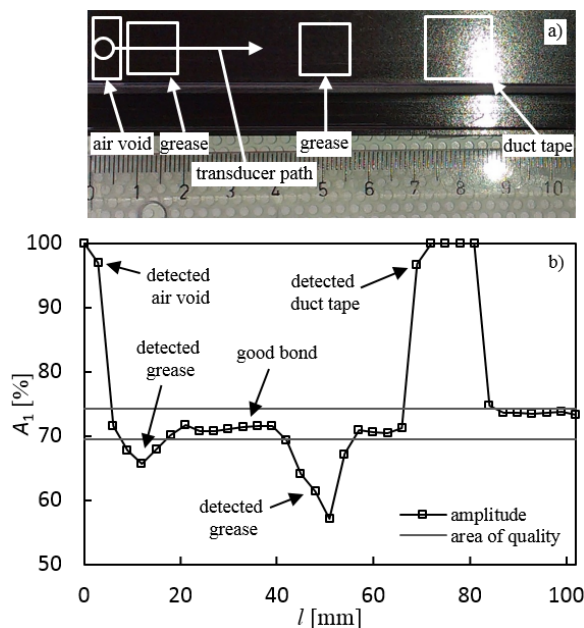 a)
air void
grease
transducer path
grease
duct tape
0 1 2 3 4 5 6 7 8 9 10
b)
A₁ [%]
100
90
80
70
60
50
detected
air void
detected
grease
good bond
detected
duct tape
detected
grease
amplitude
area of quality
0 20 40 60 80 100
l [mm]